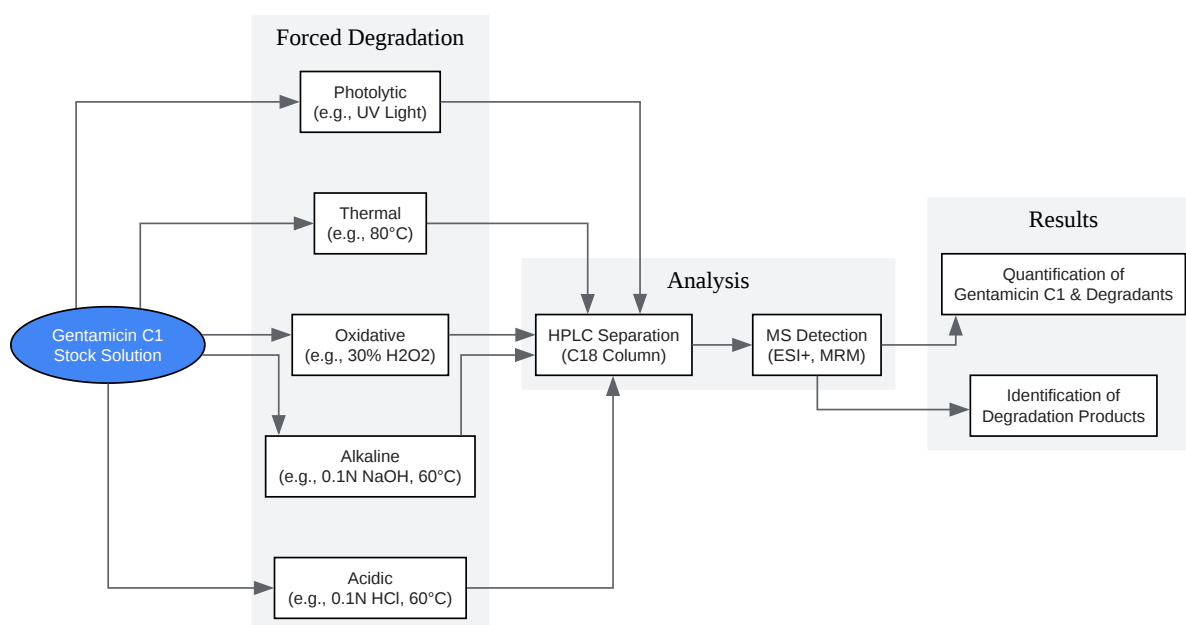 Forced Degradation
Photolytic
(e.g., UV Light)
Thermal
(e.g., 80°C)
Gentamicin C1
Stock Solution
Oxidative
(e.g., 30% H2O2)
Alkaline
(e.g., 0.1N NaOH, 60°C)
Acidic
(e.g., 0.1N HCl, 60°C)
Analysis
HPLC Separation
(C18 Column)
MS Detection
(ESI+, MRM)
Results
Quantification of
Gentamicin C1 & Degradants
Identification of
Degradation Products